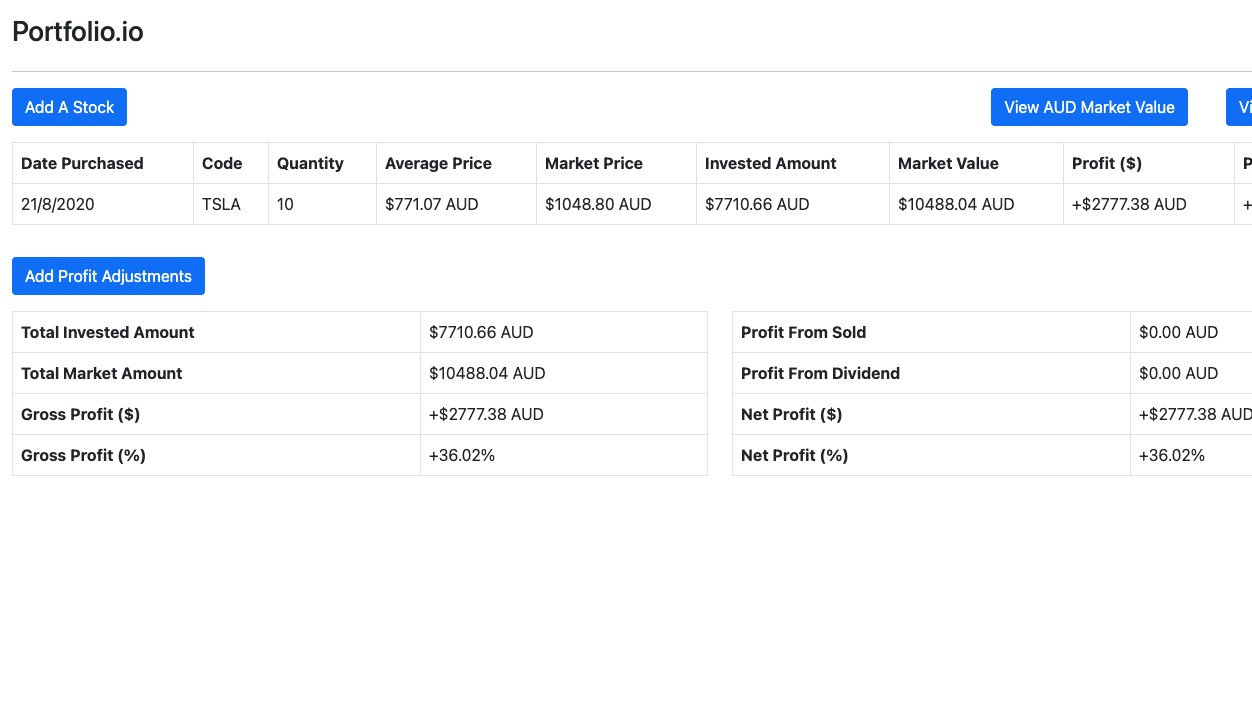 Portfolio.io
Add A Stock View AUD Market Value
Date Purchased Code Quantity Average Price Market Price Invested Amount Market Value Profit ($)
21/8/2020 TSLA 10 $771.07 AUD $1048.80 AUD $7710.66 AUD $10488.04 AUD +$2777.38 AUD +
Add Profit Adjustments
Total Invested Amount $7710.66 AUD Profit From Sold $0.00 AUD
Total Market Amount $10488.04 AUD Profit From Dividend $0.00 AUD
Gross Profit ($) +$2777.38 AUD Net Profit ($) +$2777.38 AUD
Gross Profit (%) +36.02% Net Profit (%) +36.02%